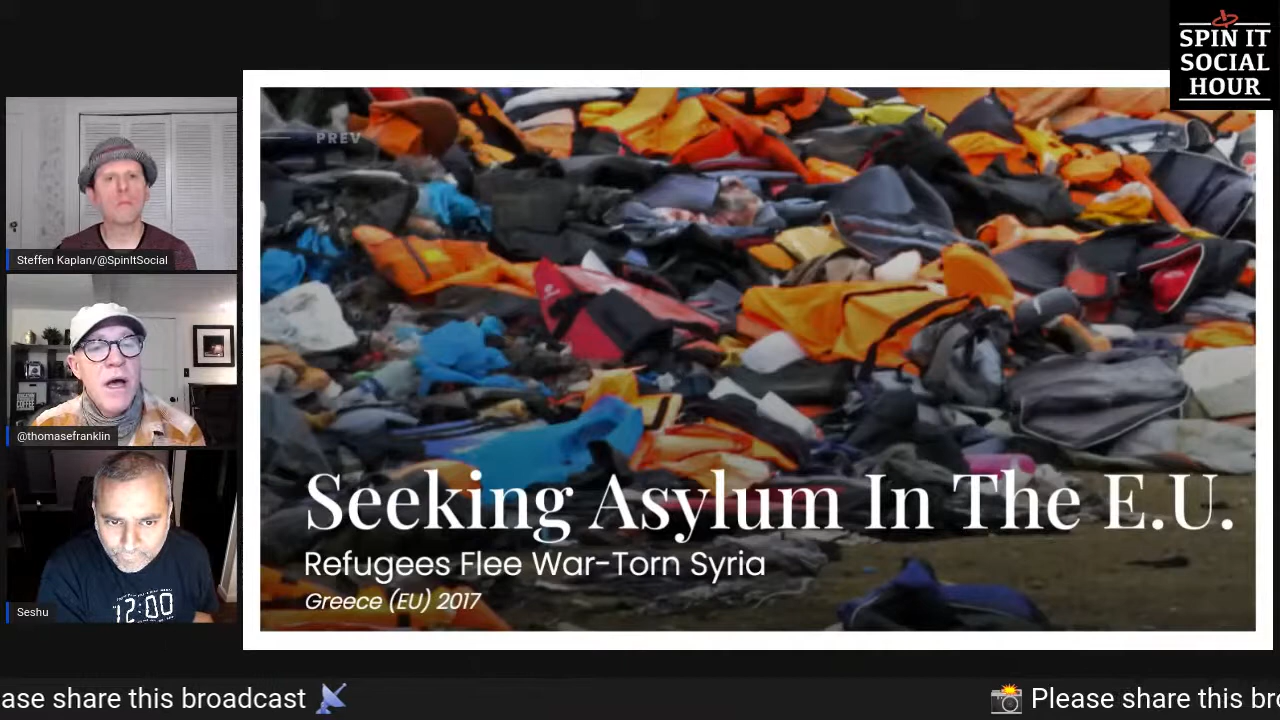 SPIN IT
SOCIAL
HOUR
PREV
Steffen Kaplan/@SpinItSocial
@thomasefranklin
Seshu
12:00
Seeking Asylum In The E.U.
Refugees Flee War-Torn Syria
Greece (EU) 2017
ase share this broadcast
Please share this bro